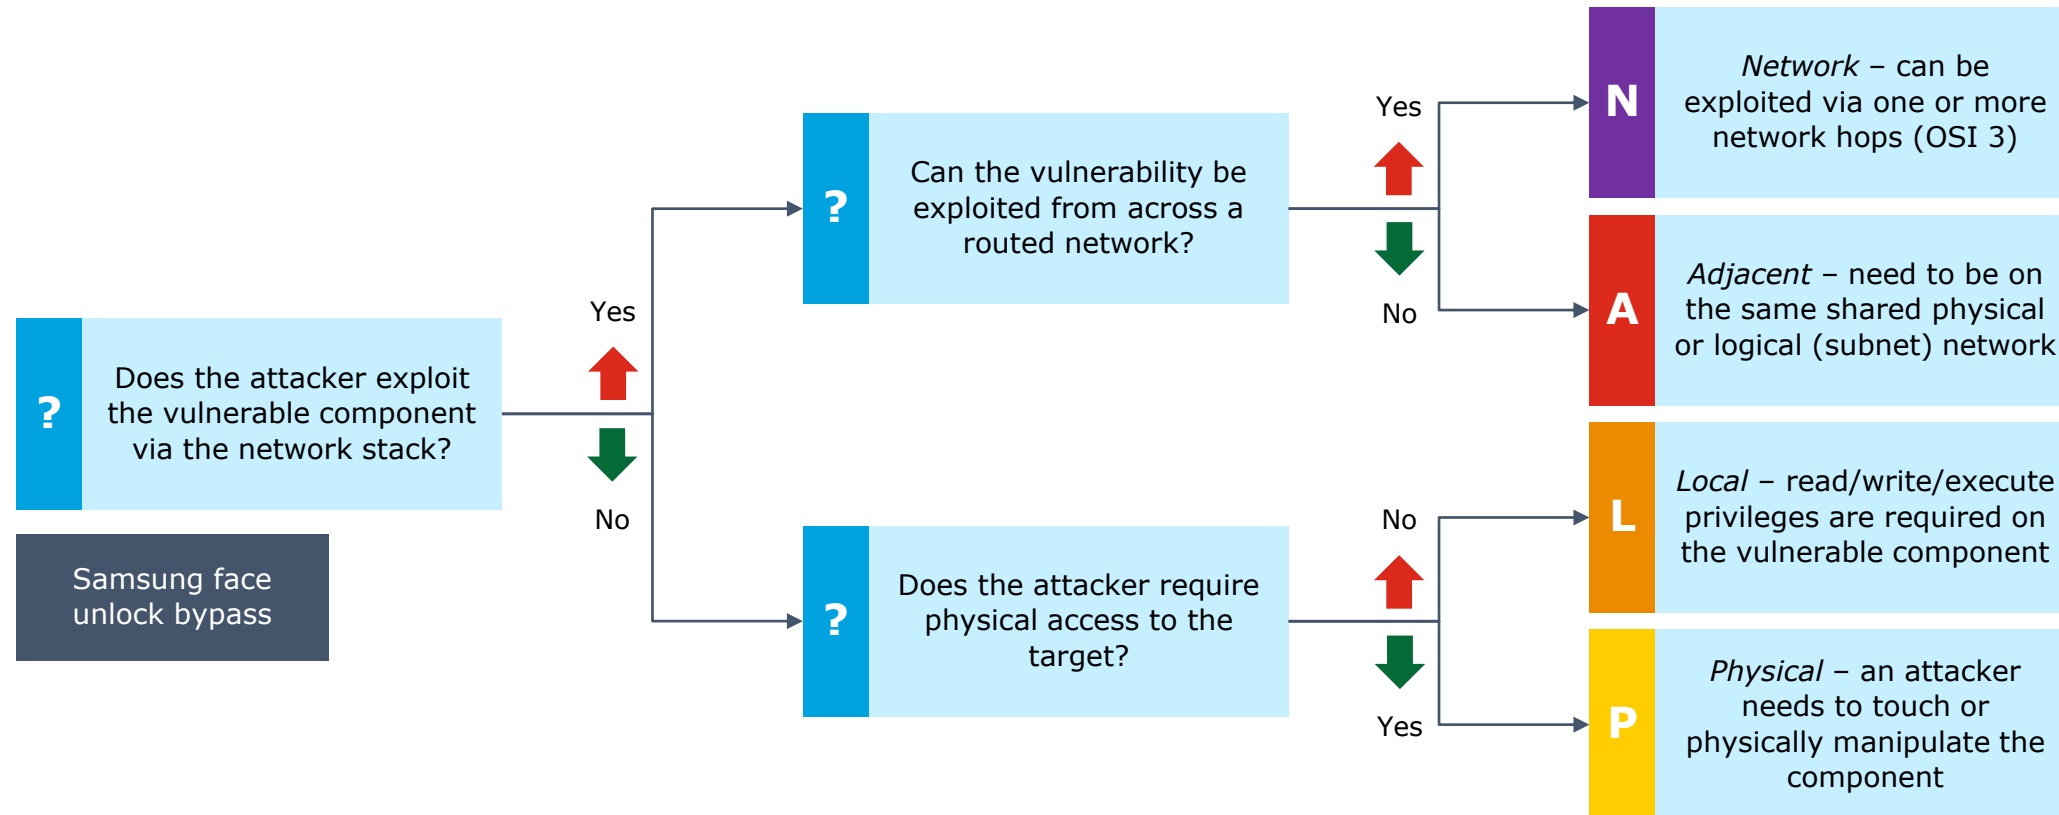 ?
Does the attacker exploit
the vulnerable component
via the network stack?
Samsung face
unlock bypass
Yes
No
?
Can the vulnerability be
exploited from across a
routed network?
Yes
No
?
Does the attacker require
physical access to the
target?
No
Yes
N
Network – can be
exploited via one or more
network hops (OSI 3)
A
Adjacent – need to be on
the same shared physical
or logical (subnet) network
L
Local – read/write/execute
privileges are required on
the vulnerable component
P
Physical – an attacker
needs to touch or
physically manipulate the
component